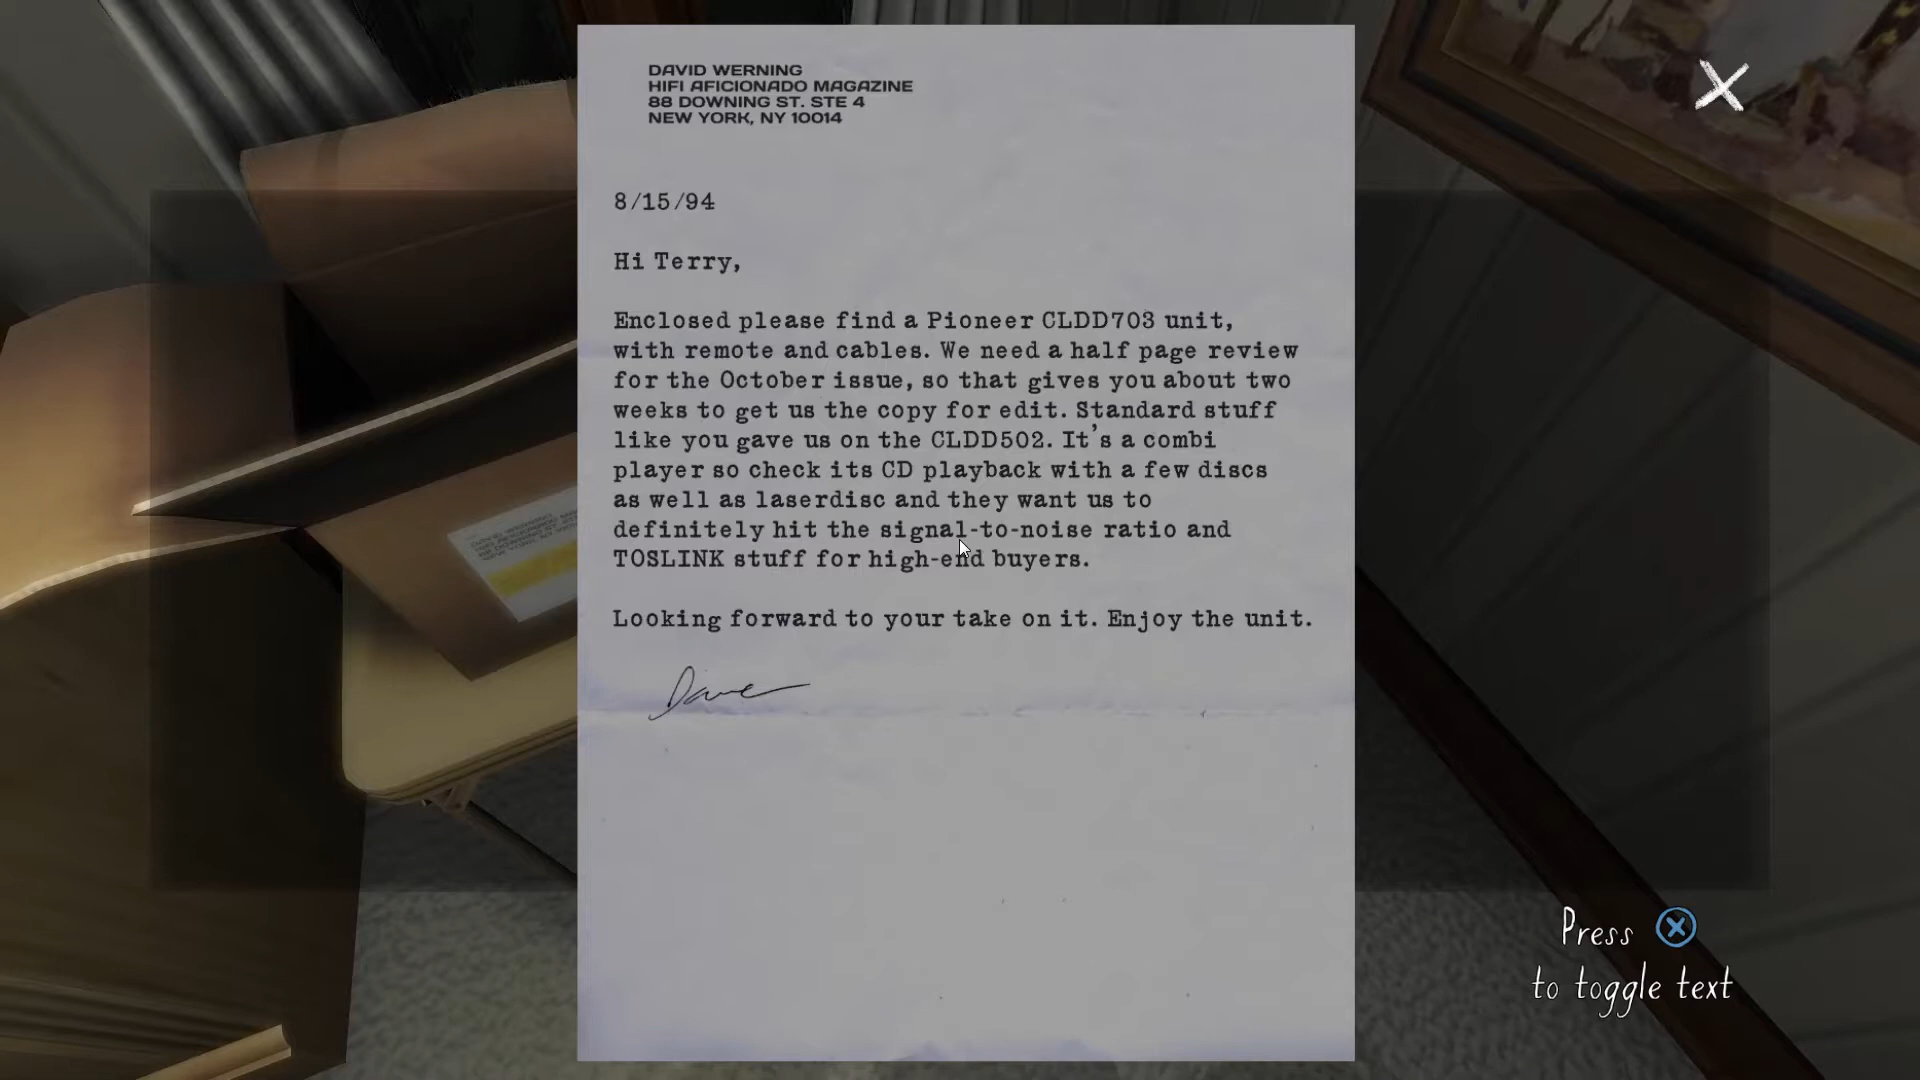 DAVID WERNING
HIFI AFICIONADO MAGAZINE
88 DOWNING ST. STE 4
NEW YORK, NY 10014
8/15/94
Hi Terry,
Enclosed please find a Pioneer CLDD703 unit,
with remote and cables. We need a half page review
for the October issue, so that gives you about two
weeks to get us the copy for edit. Standard stuff
like you gave us on the CLDD502. It's a combi
player so check its CD playback with a few discs
as well as laserdisc and they want us to
definitely hit the signal-to-noise ratio and
TOSLINK stuff for high-end buyers.
Looking forward to your take on it. Enjoy the unit.
Dave
Press
to toggle text